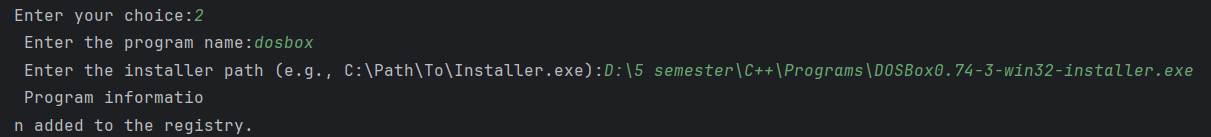 Enter your choice:2
Enter the program name:dosbox
Enter the installer path (e.g., C:\Path\To\Installer.exe):D:\5 semester\C++\Programs\DOSBox0.74-3-win32-installer.exe
Program informatio
n added to the registry.